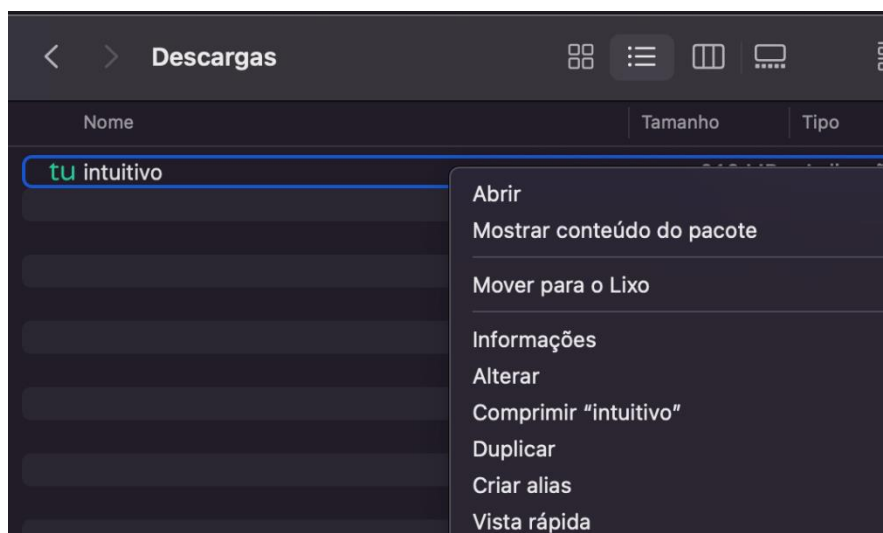 Descargas
Nome Tamanho Tipo
tu intuitivo
Abrir
Mostrar conteúdo do pacote
Mover para o Lixo
Informações
Alterar
Comprimir “intuitivo”
Duplicar
Criar alias
Vista rápida